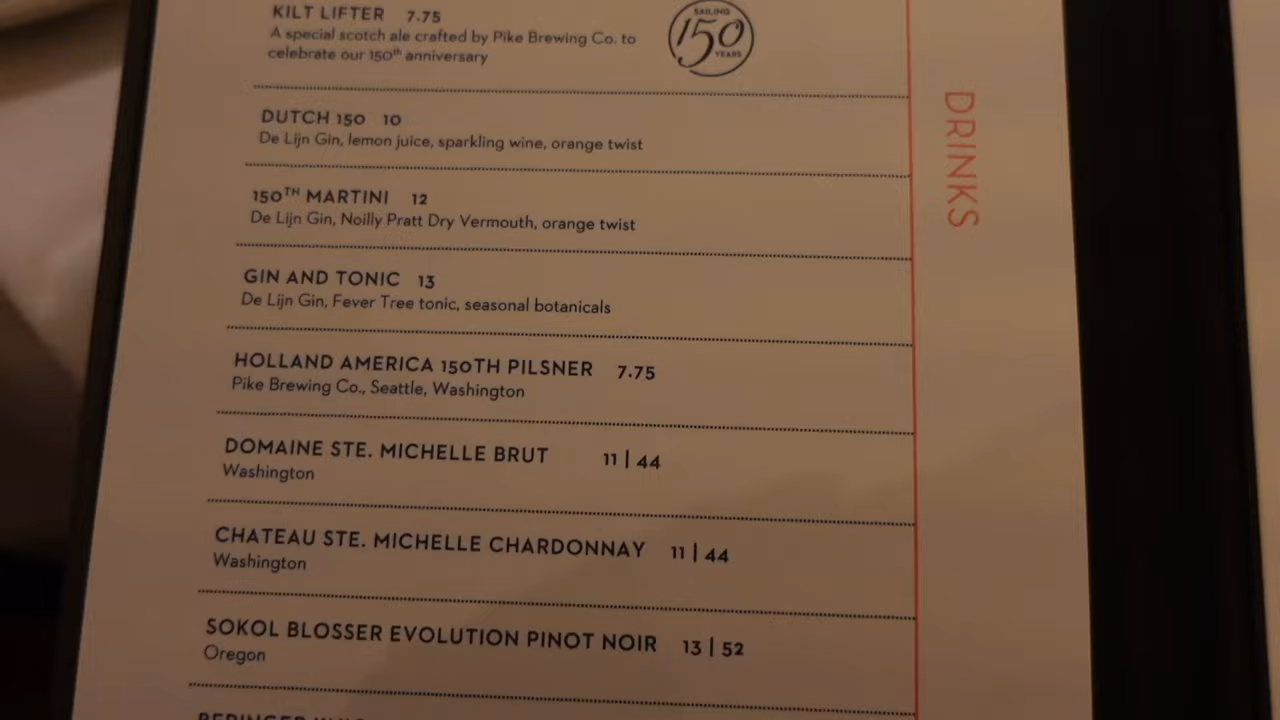 KILT LIFTER 7.75
A special scotch ale crafted by Pike Brewing Co. to
celebrate our 150th anniversary
SAILING
150
YEARS
DRINKS
DUTCH 150 10
De Lijn Gin, lemon juice, sparkling wine, orange twist
150TH MARTINI 12
De Lijn Gin, Noilly Pratt Dry Vermouth, orange twist
GIN AND TONIC 13
De Lijn Gin, Fever Tree tonic, seasonal botanicals
HOLLAND AMERICA 150TH PILSNER 7.75
Pike Brewing Co., Seattle, Washington
DOMAINE STE. MICHELLE BRUT 11 | 44
Washington
CHATEAU STE. MICHELLE CHARDONNAY 11 | 44
Washington
SOKOL BLOSSER EVOLUTION PINOT NOIR 13 | 52
Oregon